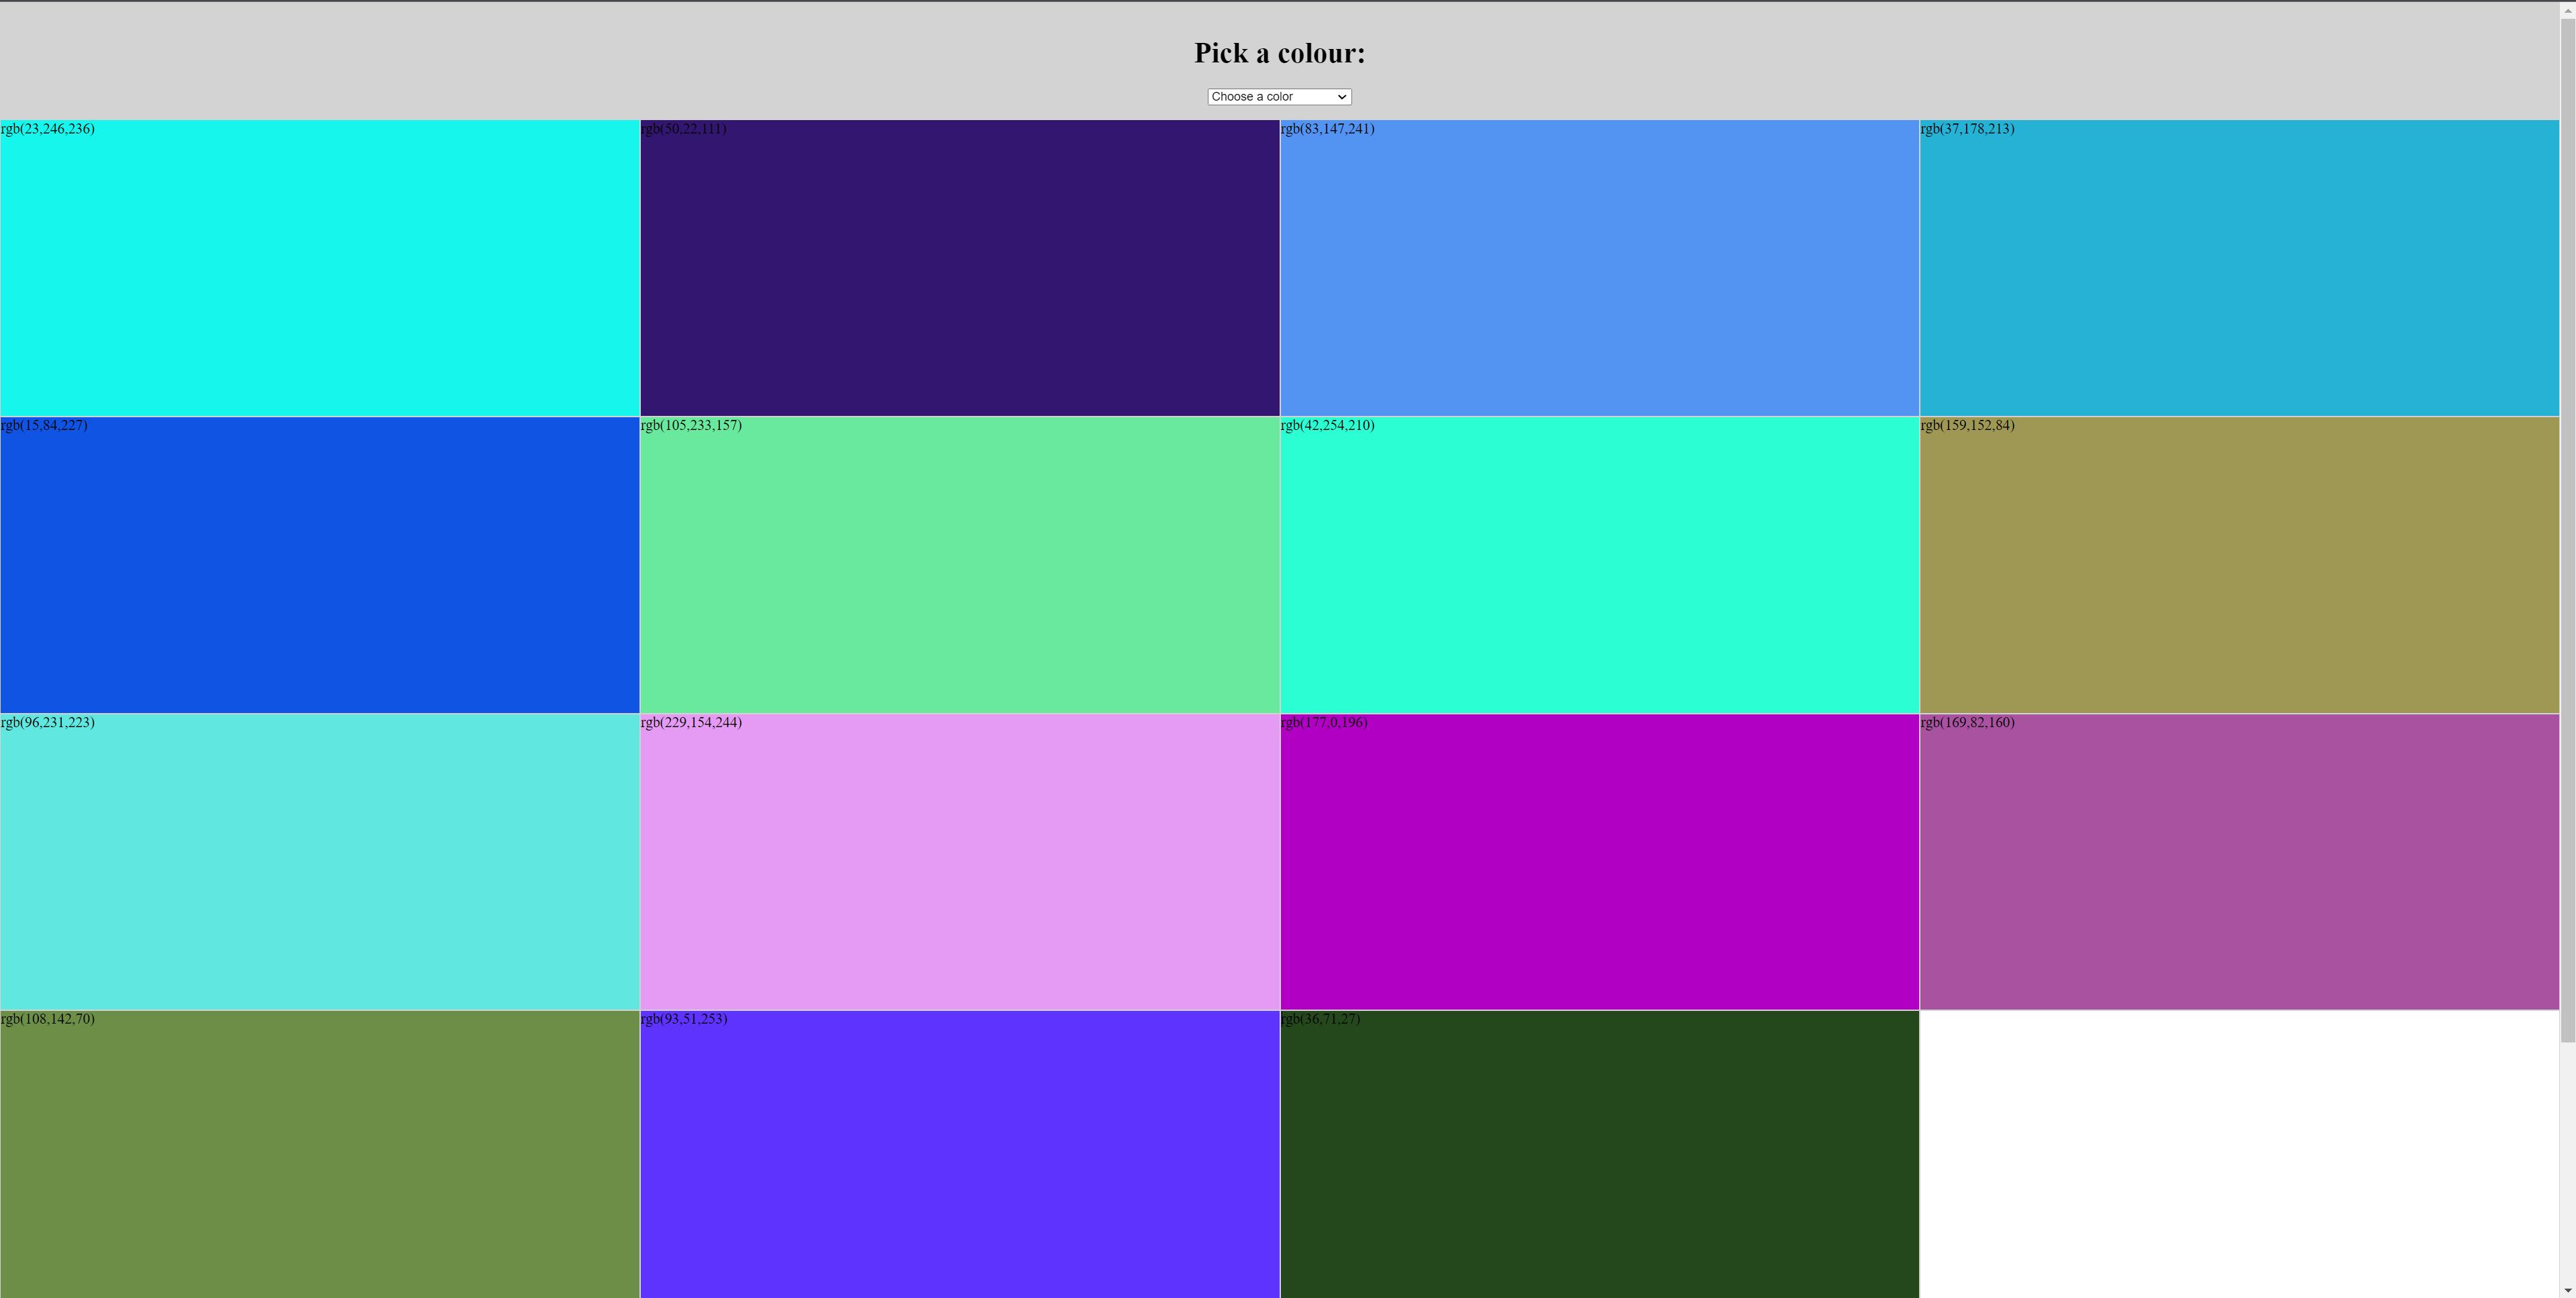 Pick a colour:
Choose a color
rgb(23,246,236)
rgb(50,22,111)
rgb(83,147,241)
rgb(37,178,213)
rgb(15,84,227)
rgb(105,233,157)
rgb(42,254,210)
rgb(159,152,84)
rgb(96,231,223)
rgb(229,154,244)
rgb(177,0,196)
rgb(169,82,160)
rgb(108,142,70)
rgb(93,51,253)
rgb(36,71,27)